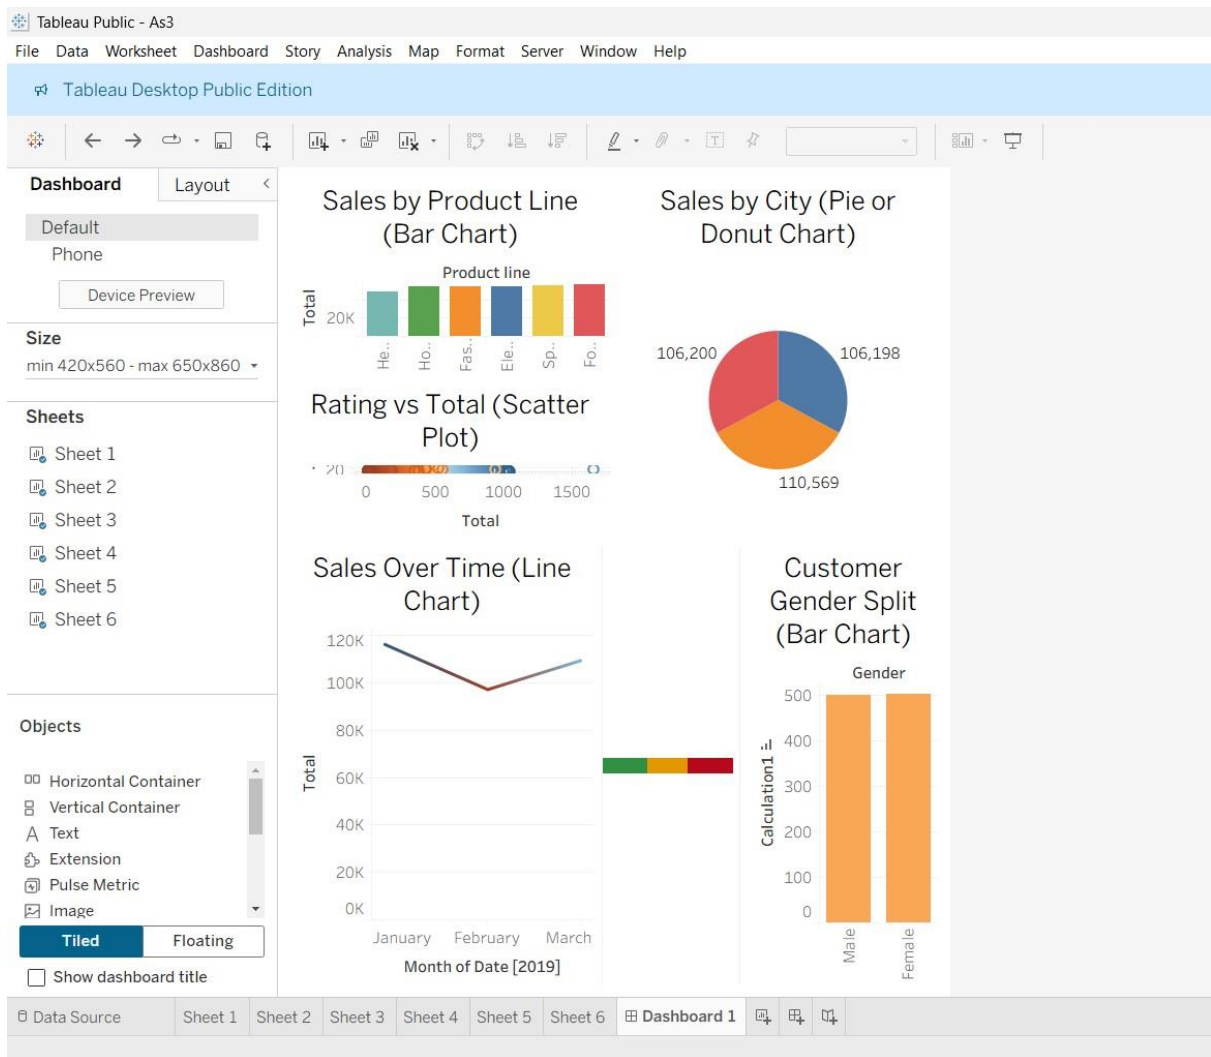 Tableau Public - As3
File Data Worksheet Dashboard Story Analysis Map Format Server Window Help
Tableau Desktop Public Edition
Dashboard Layout <
Default
Phone
Device Preview
Size
min 420x560 - max 650x860
Sheets
Sheet 1
Sheet 2
Sheet 3
Sheet 4
Sheet 5
Sheet 6
Objects
Horizontal Container
Vertical Container
A Text
Extension
Pulse Metric
Image
Tiled Floating
Show dashboard title
Sales by Product Line
(Bar Chart)
Product line
Total
20K
He..
Ho..
Fas..
Ele..
Sp..
Fo..
Sales by City (Pie or
Donut Chart)
106,200
106,198
110,569
Rating vs Total (Scatter
Plot)
20
0 500 1000 1500
Total
Sales Over Time (Line
Chart)
Total
120K
100K
80K
60K
40K
20K
0K
January February March
Month of Date [2019]
Customer
Gender Split
(Bar Chart)
Gender
Calculation1
500
400
300
200
100
0
Male
Female
Data Source Sheet 1 Sheet 2 Sheet 3 Sheet 4 Sheet 5 Sheet 6 Dashboard 1